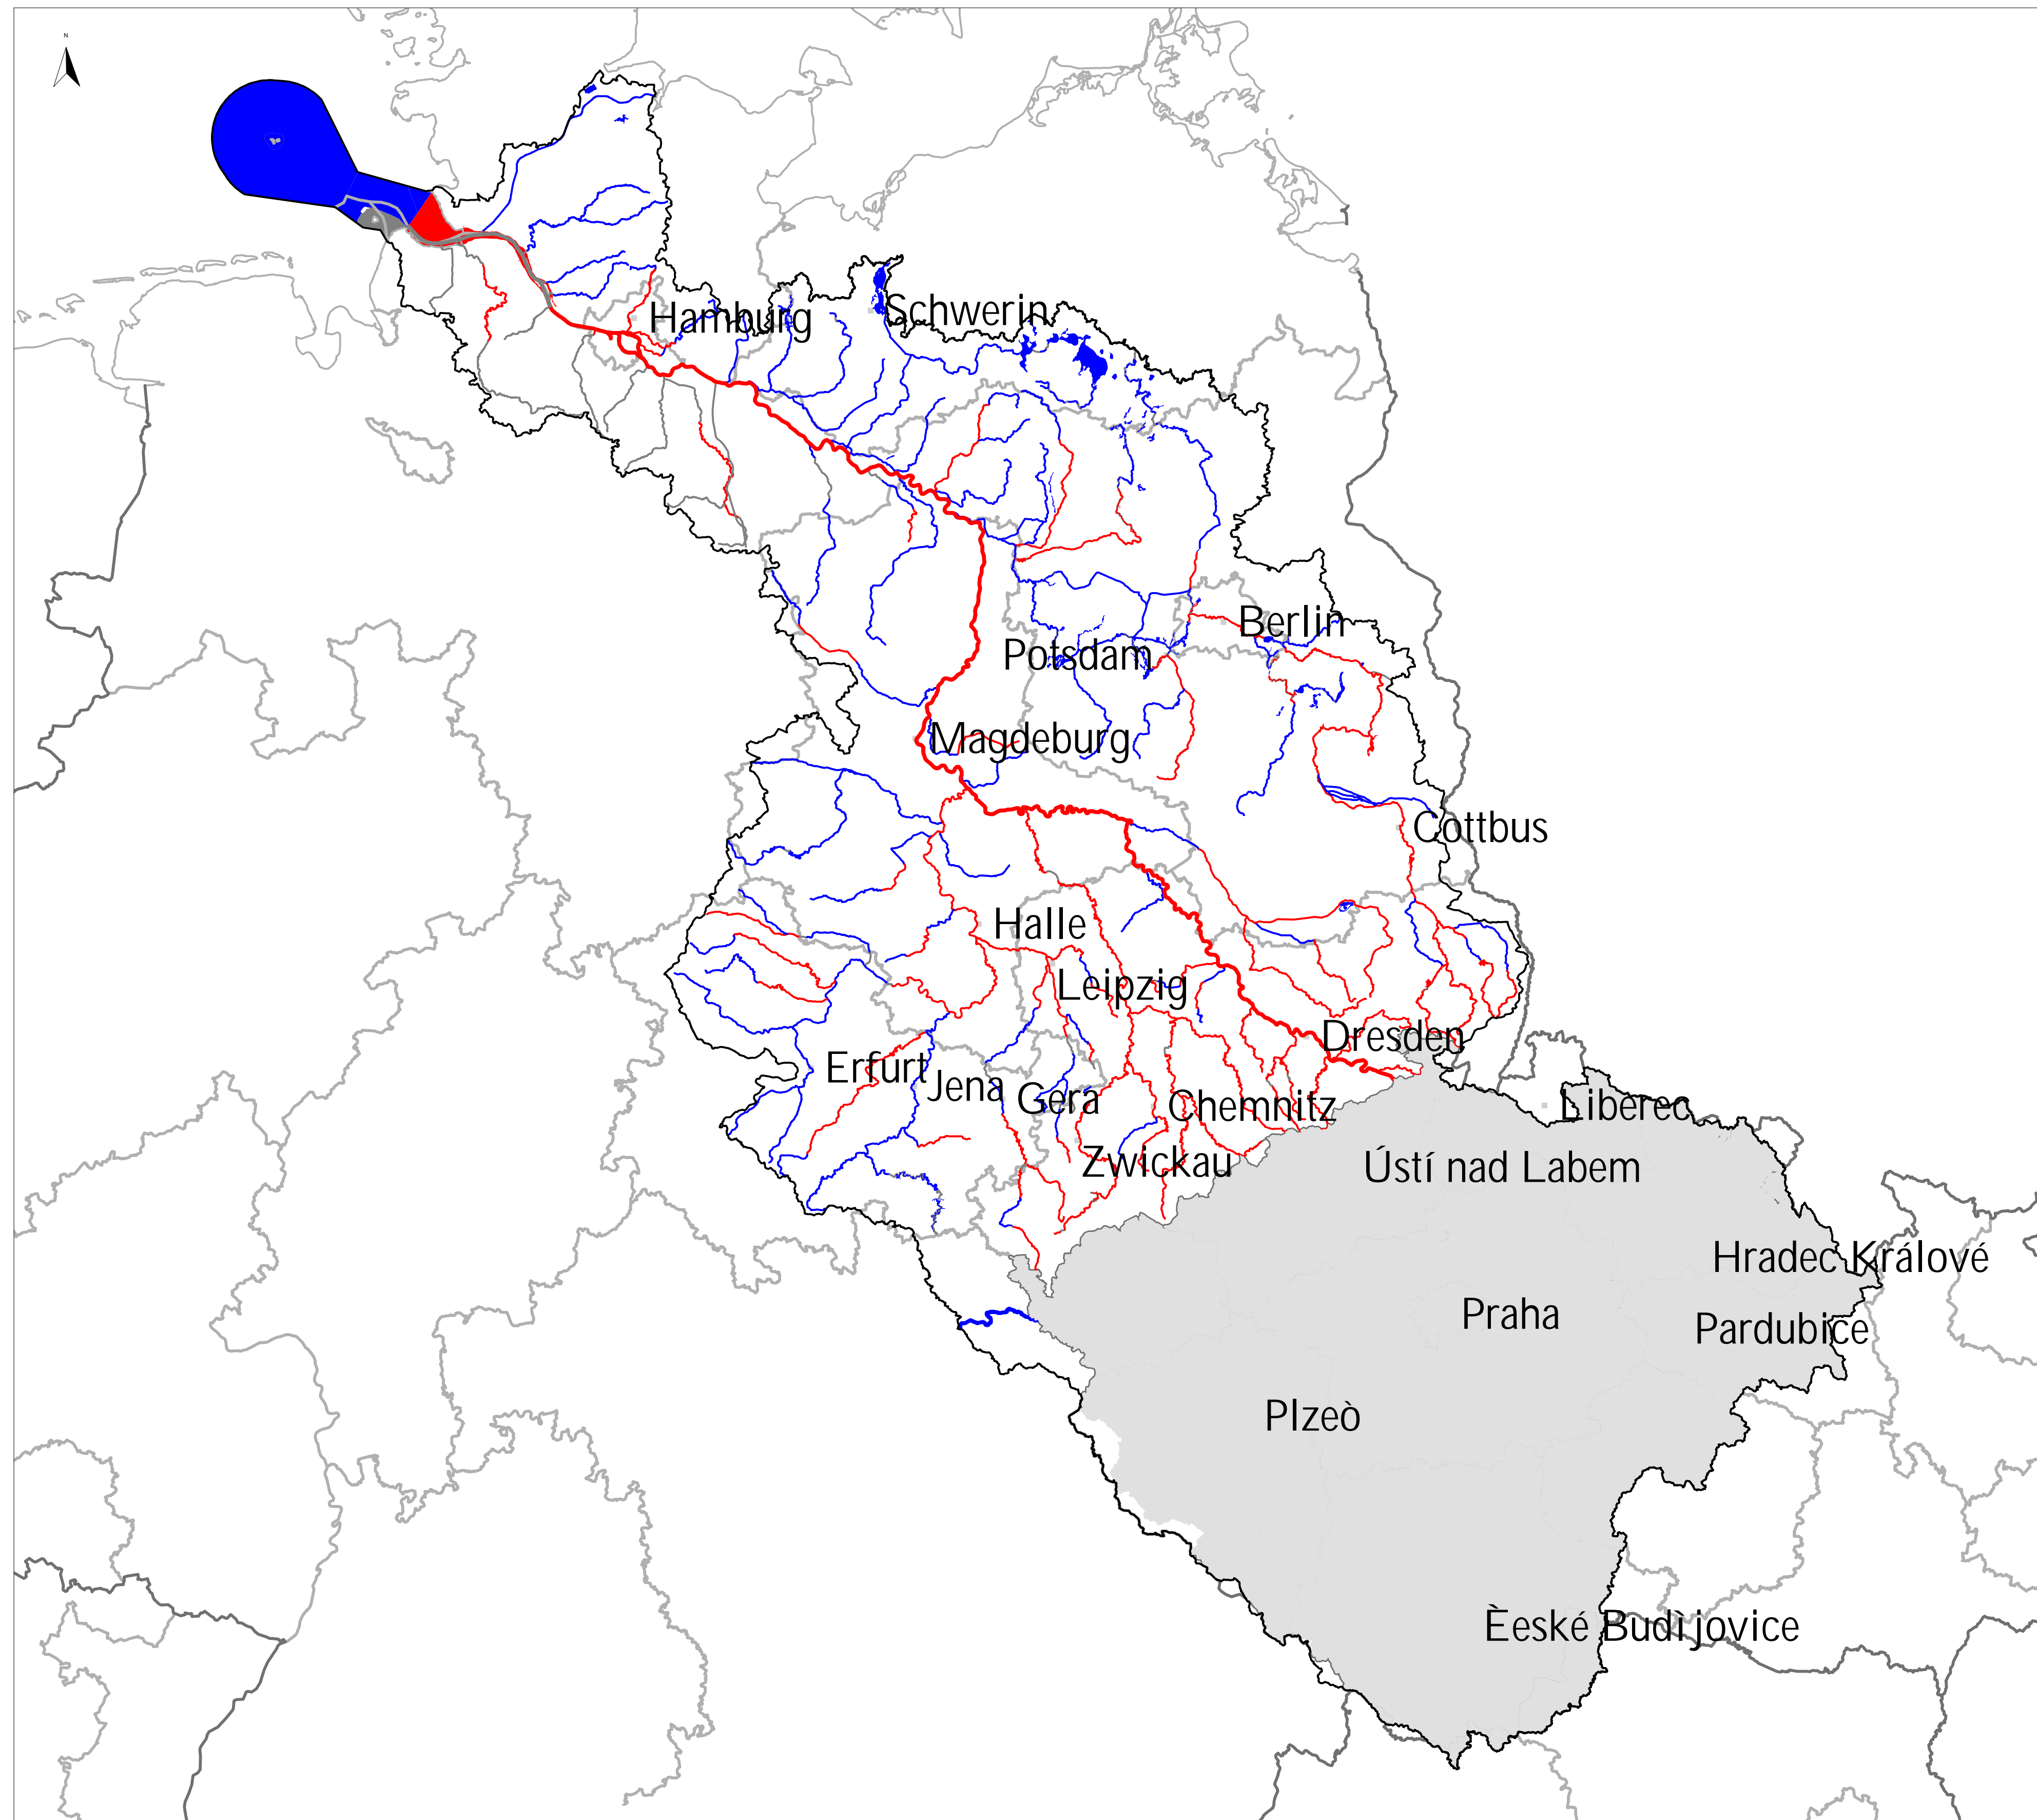 N
Schwerin
Hamburg
Berlin
Potsdam
Magdeburg
Cottbus
Halle
Leipzig
Dresden
Erfurt
Jena
Gera
Chemnitz
Liberec
Zwickau
Ústí nad Labem
Hradec Králové
Praha
Pardubice
Plzeò
Èeské Budìjovice